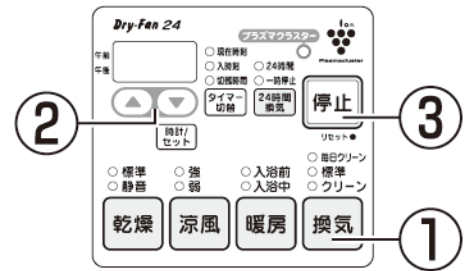 Dry-Fan 24
プラズマクラスター
ion
Plasmacluster
午前
午後
現在時刻
入時刻
切残時間
24時間
一時停止
タイマー
切替
24時間
換気
停止
時計/
セット
リセット
標準
静音
強
弱
入浴前
入浴中
毎日クリーン
標準
クリーン
乾燥
涼風
暖房
換気
①
②
③